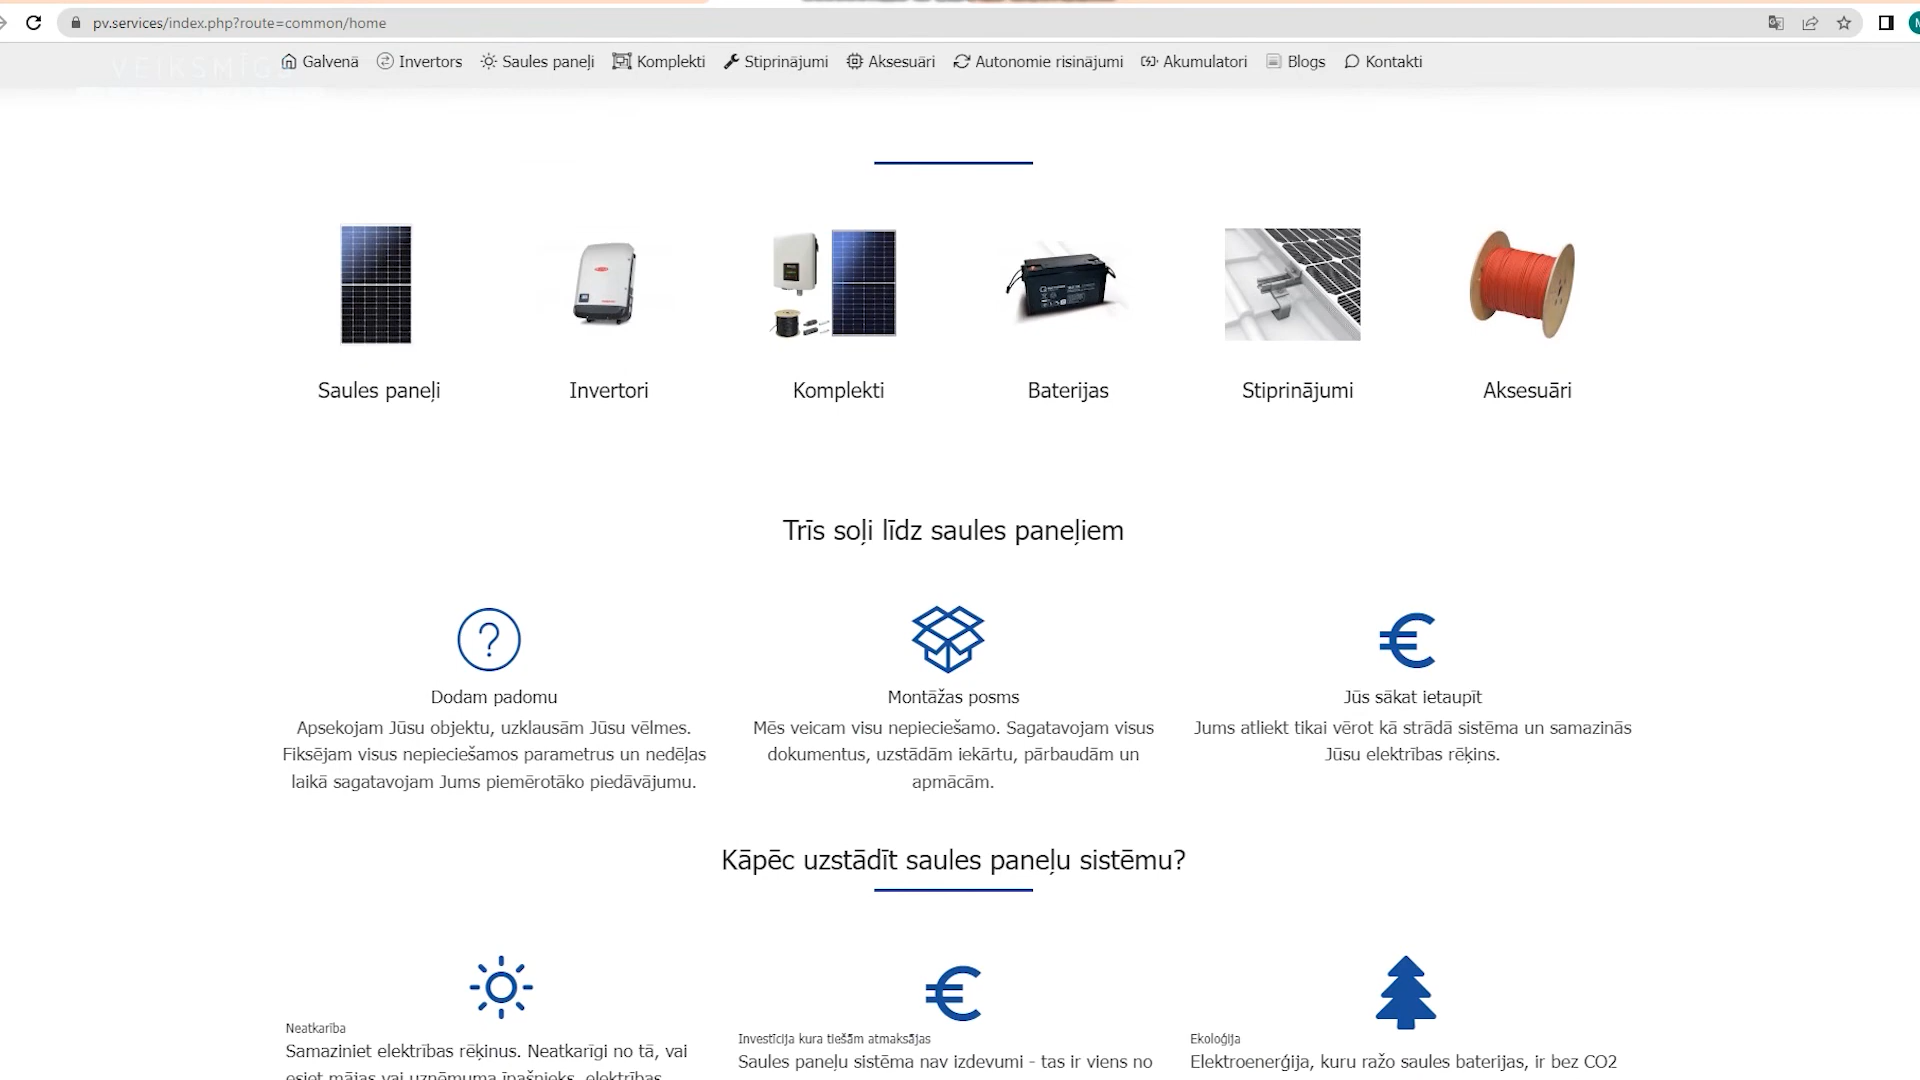 pv.services/index.php?route=common/home
VEIKSMĪGS
Galvenā Invertors Saules paneļi Komplekti Stiprinājumi Aksesuāri Autonomie risinājumi Akumulatori Blogs Kontakti
Saules paneļi Invertori Komplekti Baterijas Stiprinājumi Aksesuāri
Trīs soļi līdz saules paneļiem
Dodam padomu
Apsekojam Jūsu objektu, uzklausām Jūsu vēlmes.
Fiksējam visus nepieciešamos parametrus un nedēļas
laikā sagatavojam Jums piemērotāko piedāvājumu.
Montāžas posms
Mēs veicam visu nepieciešamo. Sagatavojam visus
dokumentus, uzstādām iekārtu, pārbaudām un
apmācām.
Jūs sākat ietaupīt
Jums atliekt tikai vērot kā strādā sistēma un samazinās
Jūsu elektrības rēķins.
Kāpēc uzstādīt saules paneļu sistēmu?
Neatkarība
Samaziniet elektrības rēķinus. Neatkarīgi no tā, vai
esiet mājas vai uzņēmuma īpašnieks, elektrības
Investīcija kura tiešām atmaksājas
Saules paneļu sistēma nav izdevumi - tas ir viens no
Ekoloģija
Elektroenerģija, kuru ražo saules baterijas, ir bez CO2